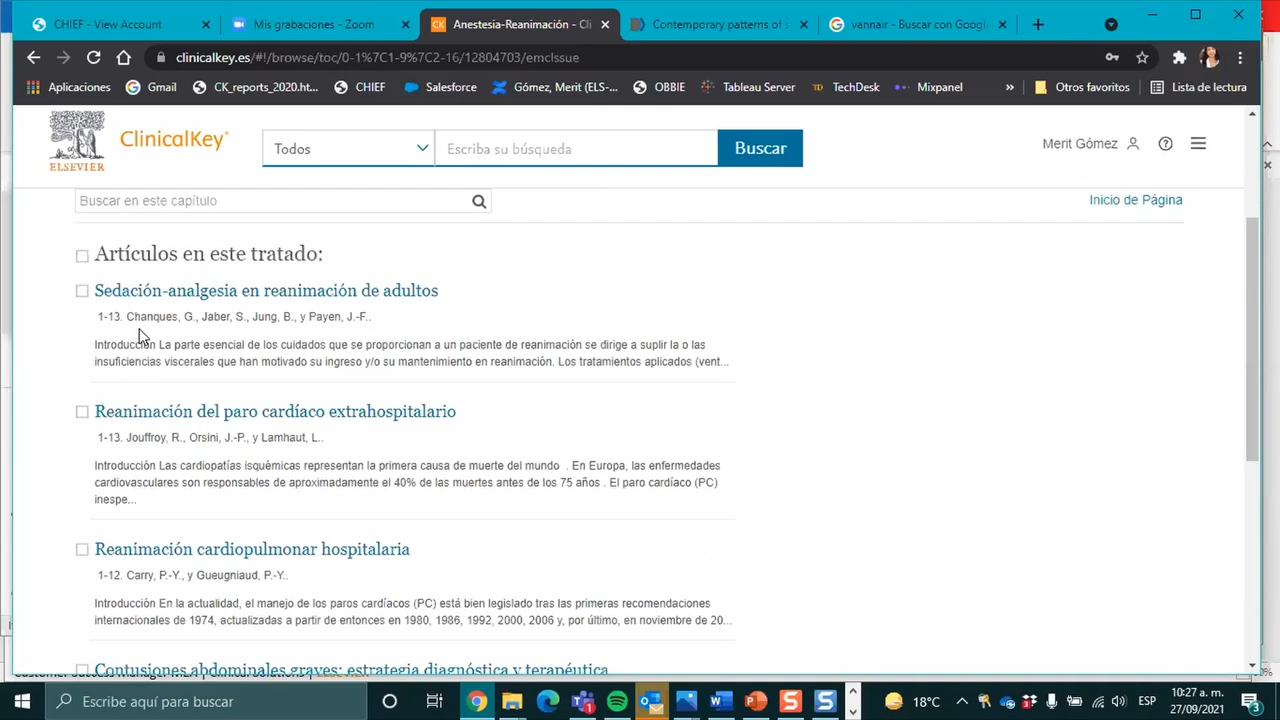 CHIEF - View Account
Mis grabaciones - Zoom
CK
Anestesia-Reanimación - Cli
Contemporary patterns of s
vannair - Buscar con Google
clinicalkey.es/#!/browse/toc/0-1%7C1-9%7C2-16/12804703/emcIssue
Aplicaciones
Gmail
CK_reports_2020.ht...
CHIEF
Salesforce
Gómez, Merit (ELS-...
OBBIE
Tableau Server
TD
TechDesk
Mixpanel
»
Otros favoritos
Lista de lectura
ELSEVIER
ClinicalKey®
Todos
Escriba su búsqueda
Buscar
Merit Gómez
Buscar en este capítulo
Inicio de Página
Artículos en este tratado:
Sedación-analgesia en reanimación de adultos
1-13. Chanques, G., Jaber, S., Jung, B., y Payen, J.-F..
Introducción La parte esencial de los cuidados que se proporcionan a un paciente de reanimación se dirige a suplir la o las
insuficiencias viscerales que han motivado su ingreso y/o su mantenimiento en reanimación. Los tratamientos aplicados (vent...
Reanimación del paro cardíaco extrahospitalario
1-13. Jouffroy, R., Orsini, J.-P., y Lamhaut, L..
Introducción Las cardiopatías isquémicas representan la primera causa de muerte del mundo . En Europa, las enfermedades
cardiovasculares son responsables de aproximadamente el 40% de las muertes antes de los 75 años . El paro cardíaco (PC)
inespe...
Reanimación cardiopulmonar hospitalaria
1-12. Carry, P.-Y., y Gueugniaud, P.-Y..
Introducción En la actualidad, el manejo de los paros cardíacos (PC) está bien legislado tras las primeras recomendaciones
internacionales de 1974, actualizadas a partir de entonces en 1980, 1986, 1992, 2000, 2006 y, por último, en noviembre de 20...
Contusiones abdominales graves: estrategia diagnóstica y terapéutica
Escribe aquí para buscar
18°C
ESP
10:27 a. m.
27/09/2021
3